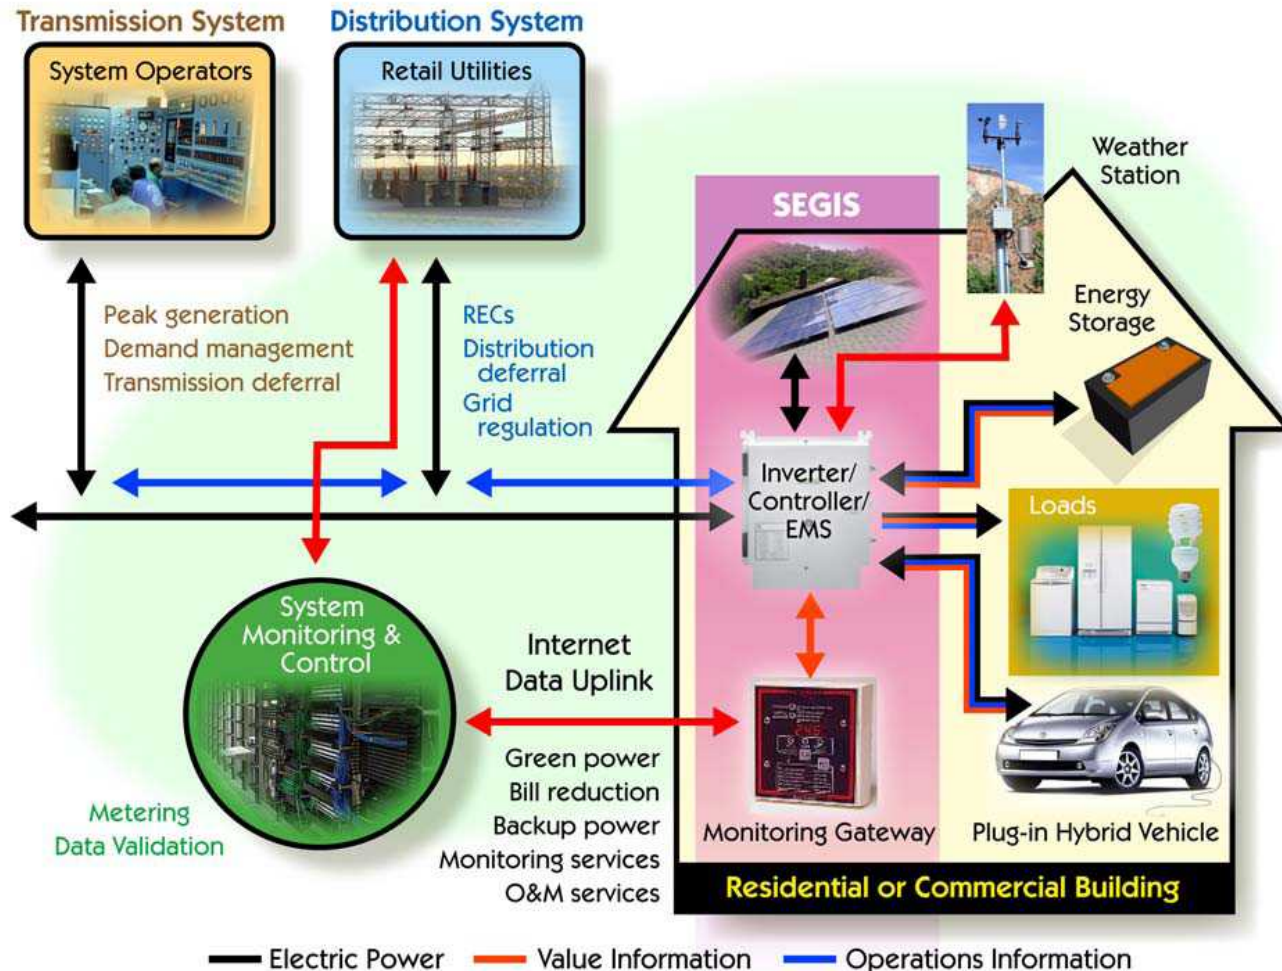 Transmission System
Distribution System
System Operators
Retail Utilities
Peak generation
Demand management
Transmission deferral
RECs
Distribution
deferral
Grid
regulation
SEGIS
Weather
Station
Energy
Storage
Inverter/
Controller/
EMS
Loads
System
Monitoring &
Control
Internet
Data Uplink
Green power
Bill reduction
Backup power
Monitoring services
O&M services
Metering
Data Validation
Monitoring Gateway
Plug-in Hybrid Vehicle
Residential or Commercial Building
Electric Power
Value Information
Operations Information